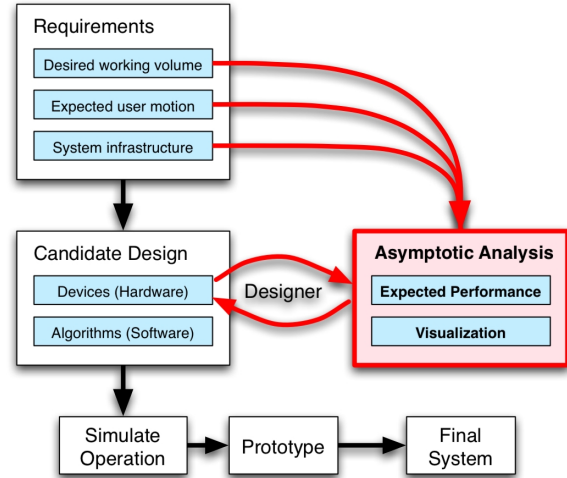 Requirements
Desired working volume
Expected user motion
System infrastructure
Candidate Design
Devices (Hardware)
Algorithms (Software)
Designer
Asymptotic Analysis
Expected Performance
Visualization
Simulate
Operation
Prototype
Final
System